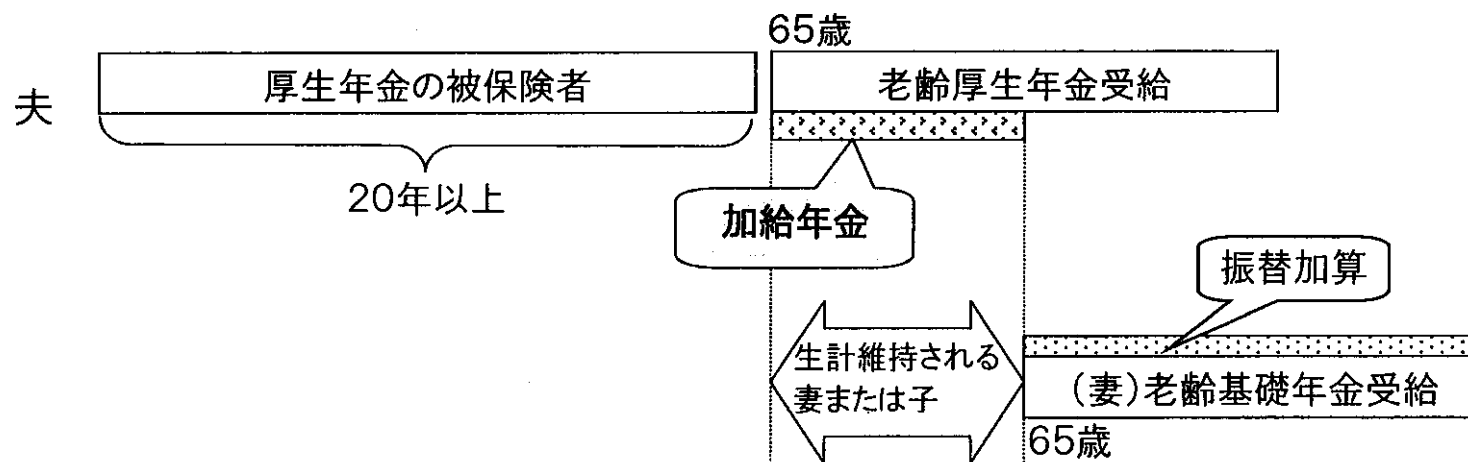 65歳
夫
厚生年金の被保険者
老齢厚生年金受給
20年以上
加給年金
振替加算
生計維持される
妻または子
(妻)老齢基礎年金受給
65歳